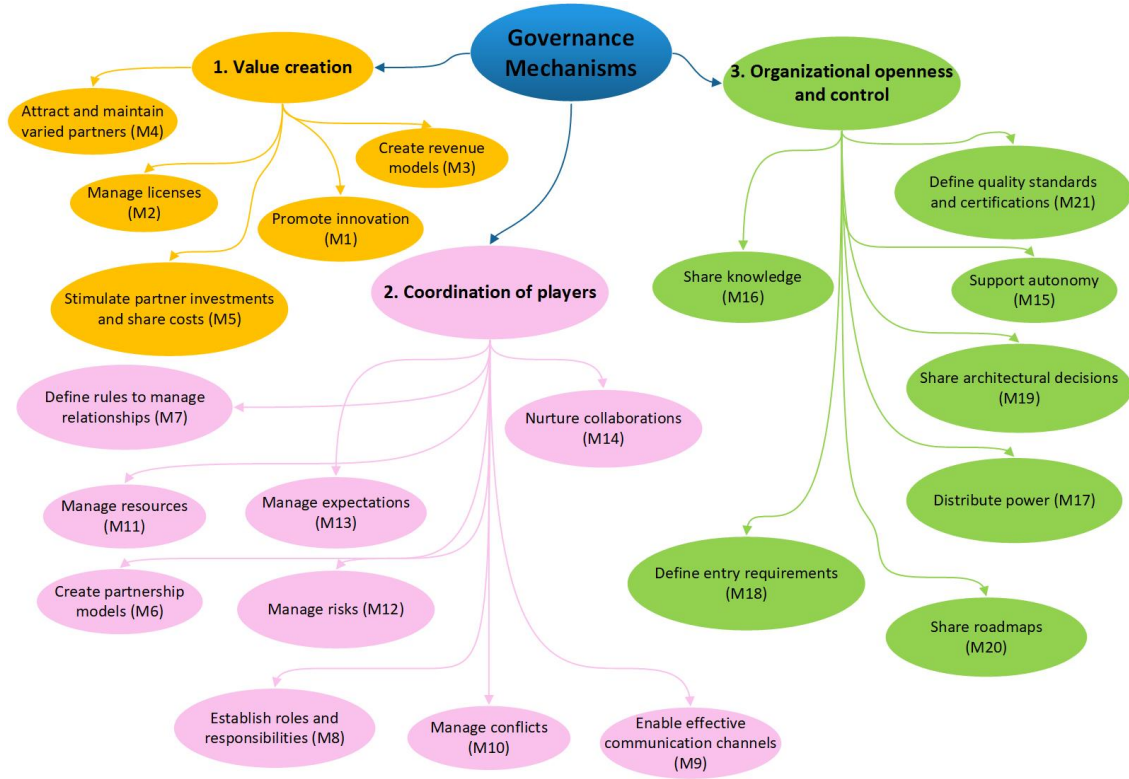 Governance
Mechanisms
1. Value creation
Attract and maintain
varied partners (M4)
Manage licenses
(M2)
Create revenue
models (M3)
Promote innovation
(M1)
Stimulate partner investments
and share costs (M5)
2. Coordination of players
Define rules to manage
relationships (M7)
Nurture collaborations
(M14)
Manage resources
(M11)
Manage expectations
(M13)
Create partnership
models (M6)
Manage risks (M12)
Establish roles and
responsibilities (M8)
Manage conflicts
(M10)
Enable effective
communication channels
(M9)
3. Organizational openness
and control
Define quality standards
and certifications (M21)
Share knowledge
(M16)
Support autonomy
(M15)
Share architectural decisions
(M19)
Distribute power (M17)
Define entry requirements
(M18)
Share roadmaps
(M20)